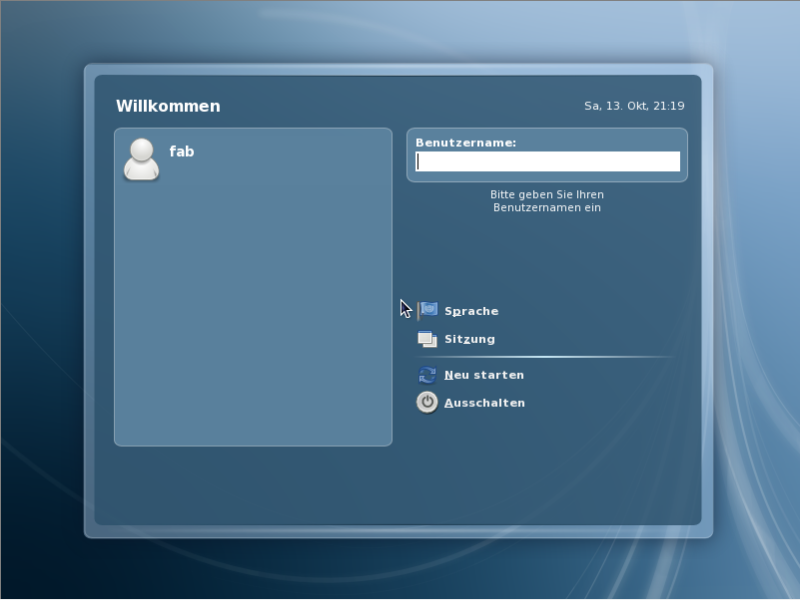 Willkommen
Sa, 13. Okt, 21:19
fab
Benutzername:
Bitte geben Sie Ihren
Benutzernamen ein
Sprache
Sitzung
Neu starten
Ausschalten